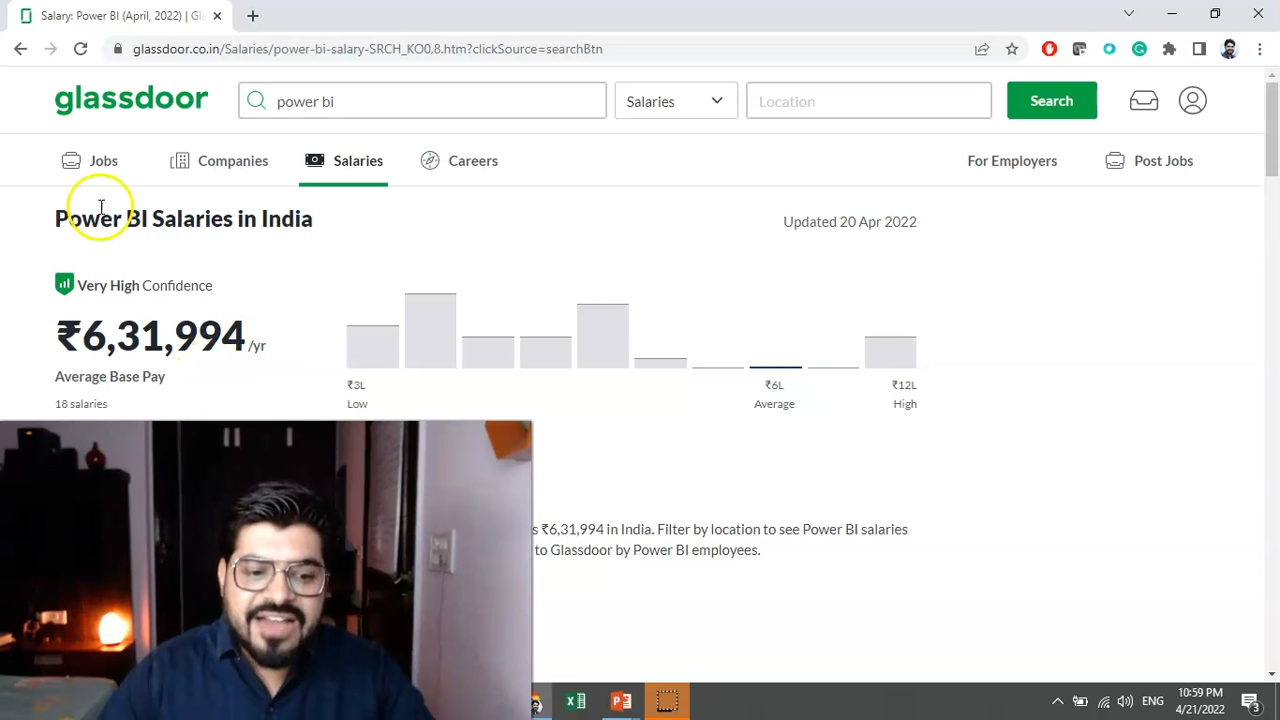 Salary: Power BI (April, 2022) | Gl
glassdoor.co.in/Salaries/power-bi-salary-SRCH_KO0,8.htm?clickSource=searchBtn
glassdoor
power bi
Salaries
Location
Search
Jobs
Companies
Salaries
Careers
For Employers
Post Jobs
Power BI Salaries in India
Updated 20 Apr 2022
Very High Confidence
₹6,31,994 /yr
Average Base Pay
18 salaries
₹3L
Low
₹6L
Average
₹12L
High
s ₹6,31,994 in India. Filter by location to see Power BI salaries
to Glassdoor by Power BI employees.
ENG
10:59 PM
4/21/2022
3